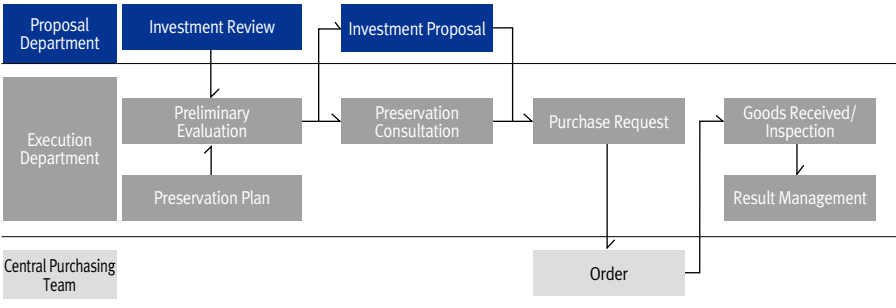 Proposal
Department
Investment Review
Investment Proposal
Execution
Department
Preliminary
Evaluation
Preservation
Consultation
Purchase Request
Goods Received/
Inspection
Preservation Plan
Result Management
Central Purchasing
Team
Order